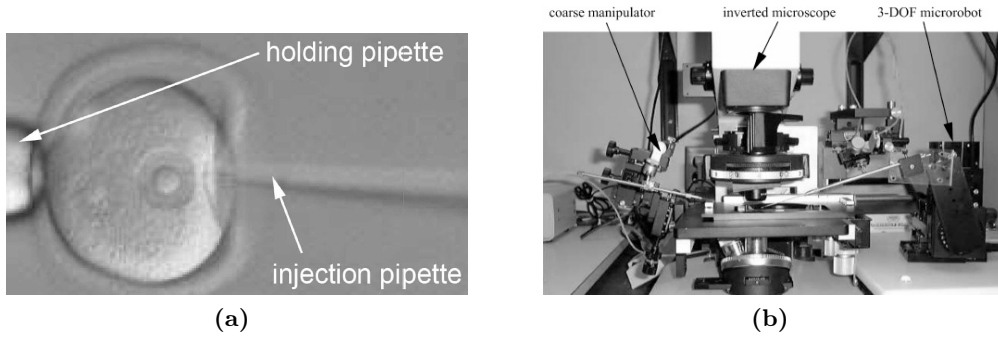 coarse manipulator
inverted microscope
3-DOF microrobot
holding pipette
injection pipette
(a)
(b)